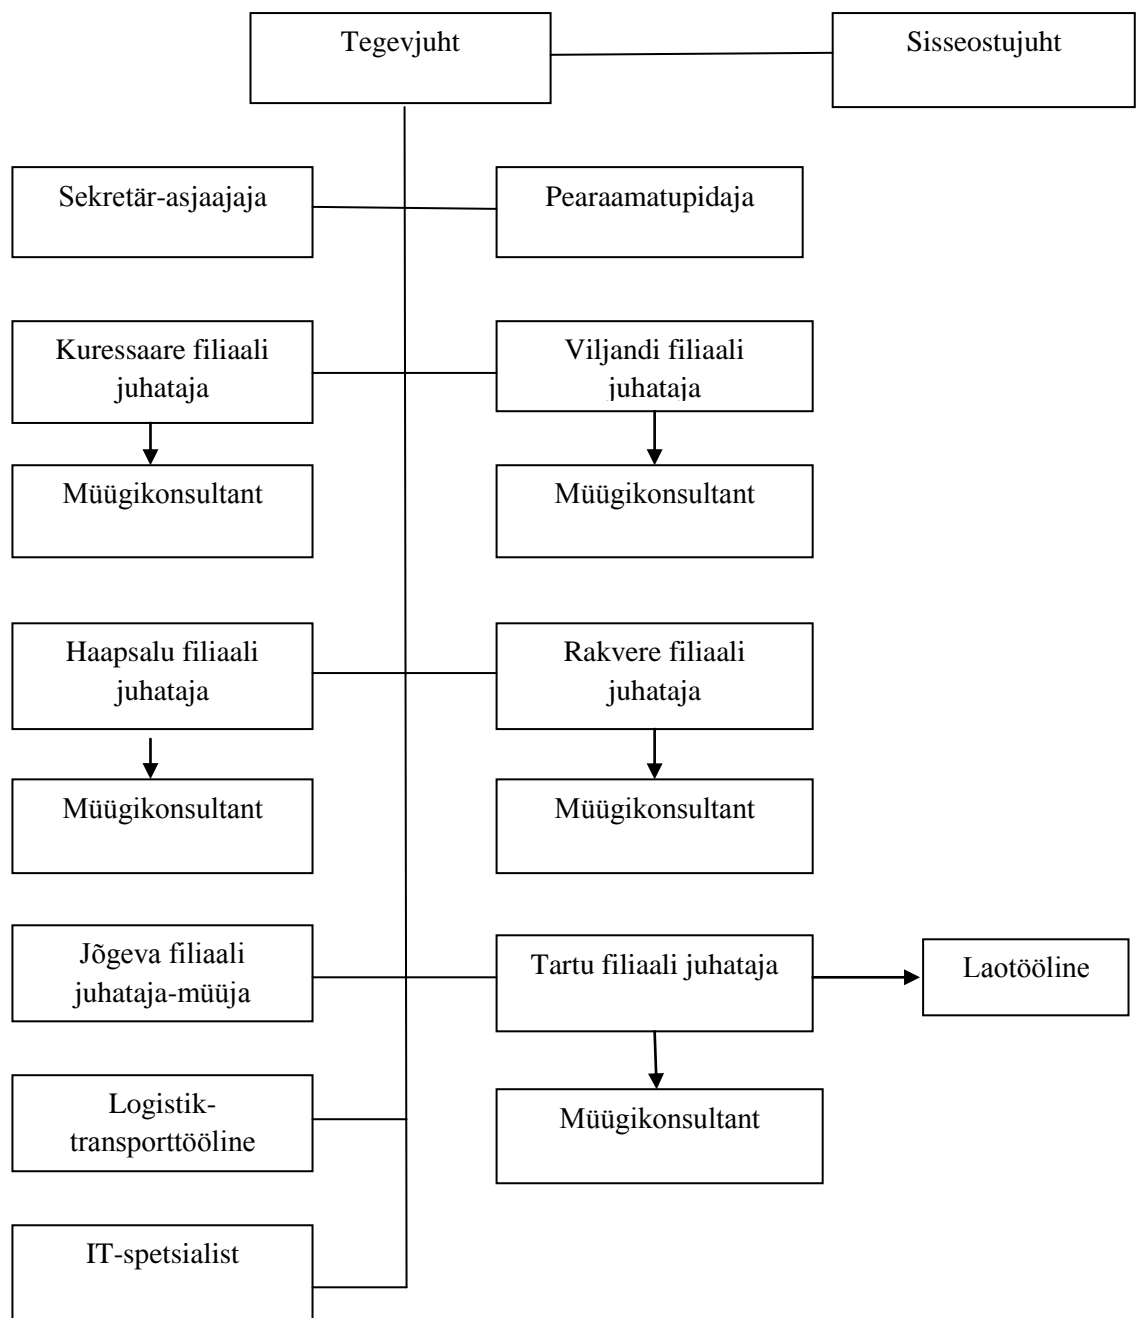 Tegevjuht
Sisseostujuht
Sekretär-asjaajaja
Pearaamatupidaja
Kuressaare filiaali
juhataja
Viljandi filiaali
juhataja
Müügikonsultant
Müügikonsultant
Haapsalu filiaali
juhataja
Rakvere filiaali
juhataja
Müügikonsultant
Müügikonsultant
Jõgeva filiaali
juhataja-müüja
Tartu filiaali juhataja
Laotööline
Logistik-
transporttööline
Müügikonsultant
IT-spetsialist